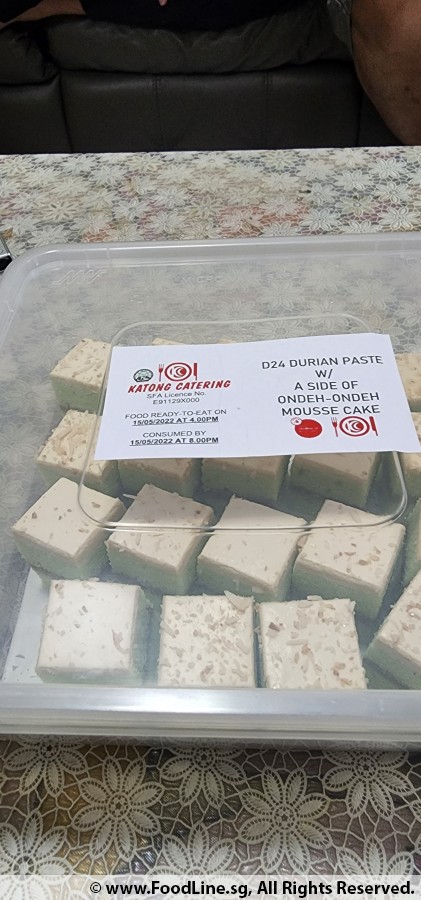 KATONG CATERING
SFA Licence No.
E91129X000
FOOD READY-TO-EAT ON
15/05/2022 AT 4.00PM
CONSUMED BY
15/05/2022 AT 8.00PM
D24 DURIAN PASTE
W/
A SIDE OF
ONDEH-ONDEH
MOUSSE CAKE
© www.FoodLine.sg, All Rights Reserved.